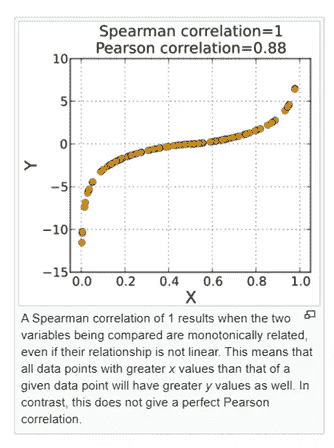 Spearman correlation=1
Pearson correlation=0.88
10
5
0
−5
−10
−15
Y
0.0 0.2 0.4 0.6 0.8 1.0
X
A Spearman correlation of 1 results when the two
variables being compared are monotonically related,
even if their relationship is not linear. This means that
all data points with greater x values than that of a
given data point will have greater y values as well. In
contrast, this does not give a perfect Pearson
correlation.